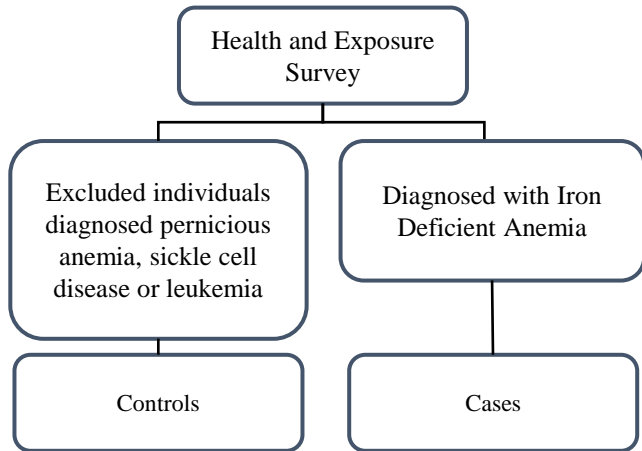 Health and Exposure
Survey
Excluded individuals
diagnosed pernicious
anemia, sickle cell
disease or leukemia
Diagnosed with Iron
Deficient Anemia
Controls
Cases